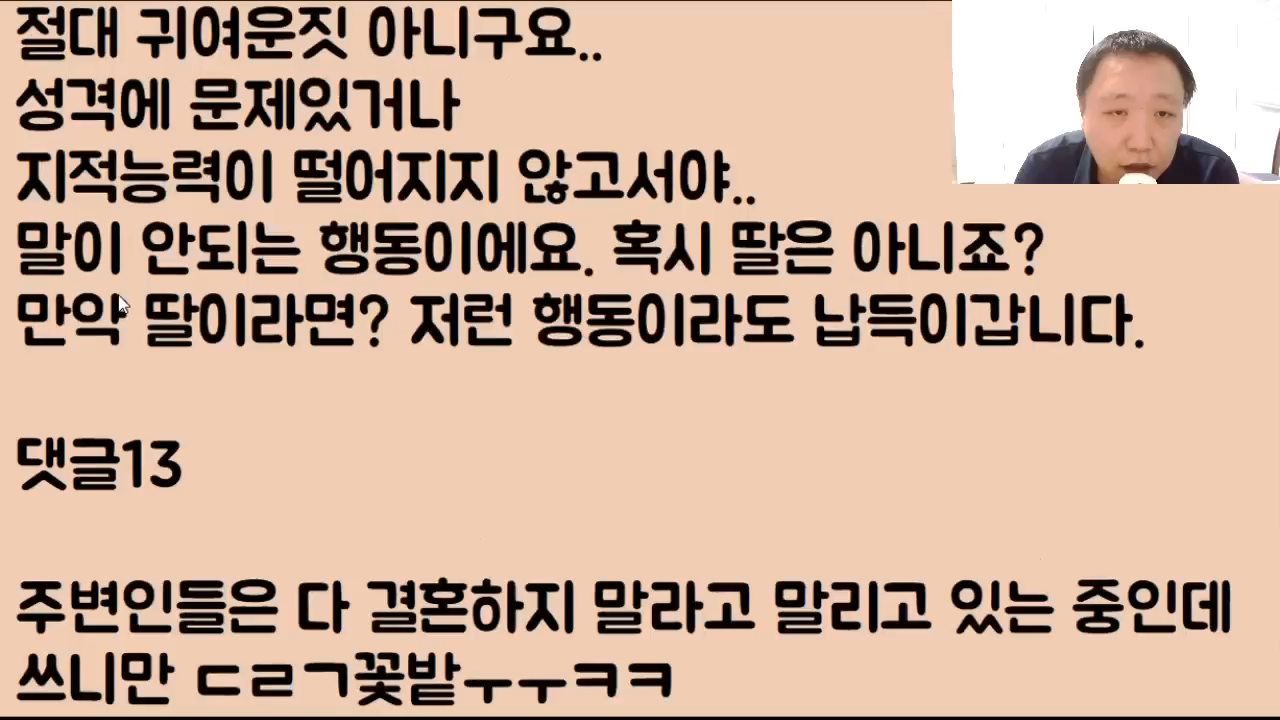 절대 귀여운짓 아니구요..
성격에 문제있거나
지적능력이 떨어지지 않고서야..
말이 안되는 행동이에요. 혹시 딸은 아니죠?
만약 딸이라면? 저런 행동이라도 납득이갑니다.
댓글13
주변인들은 다 결혼하지 말라고 말리고 있는 중인데
쓰니만 ㄷㄹㄱ꽃밭ㅜㅜㅋㅋ